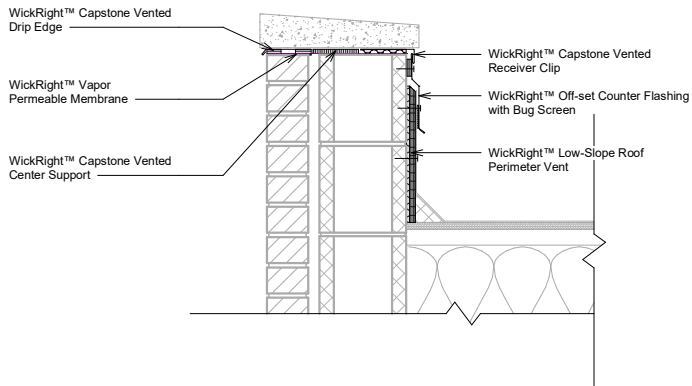 WickRight™ Capstone Vented
Drip Edge
WickRight™ Vapor
Permeable Membrane
WickRight™ Capstone Vented
Center Support
WickRight™ Capstone Vented
Receiver Clip
WickRight™ Off-set Counter Flashing
with Bug Screen
WickRight™ Low-Slope Roof
Perimeter Vent